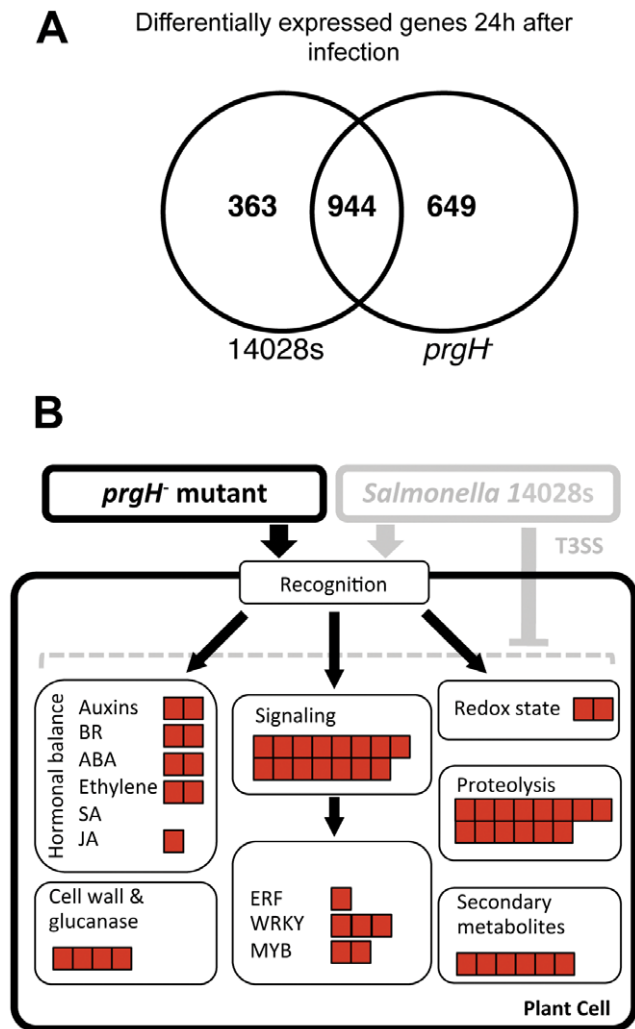 A
Differentially expressed genes 24h after
infection
363
944
649
14028s
prgH-
B
prgH- mutant
Salmonella 14028s
T3SS
Recognition
Hormonal balance
Auxins
BR
ABA
Ethylene
SA
JA
Signaling
Redox state
Proteolysis
Cell wall &
glucanase
ERF
WRKY
MYB
Secondary
metabolites
Plant Cell